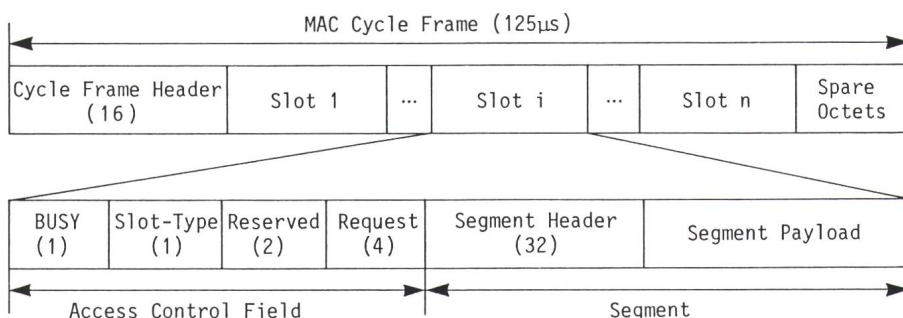 MAC Cycle Frame (125µs)
Cycle Frame Header Slot 1 ... Slot i ... Slot n Spare
(16) Octets
BUSY Slot-Type Reserved Request Segment Header Segment Payload
(1) (1) (2) (4) (32)
Access Control Field Segment